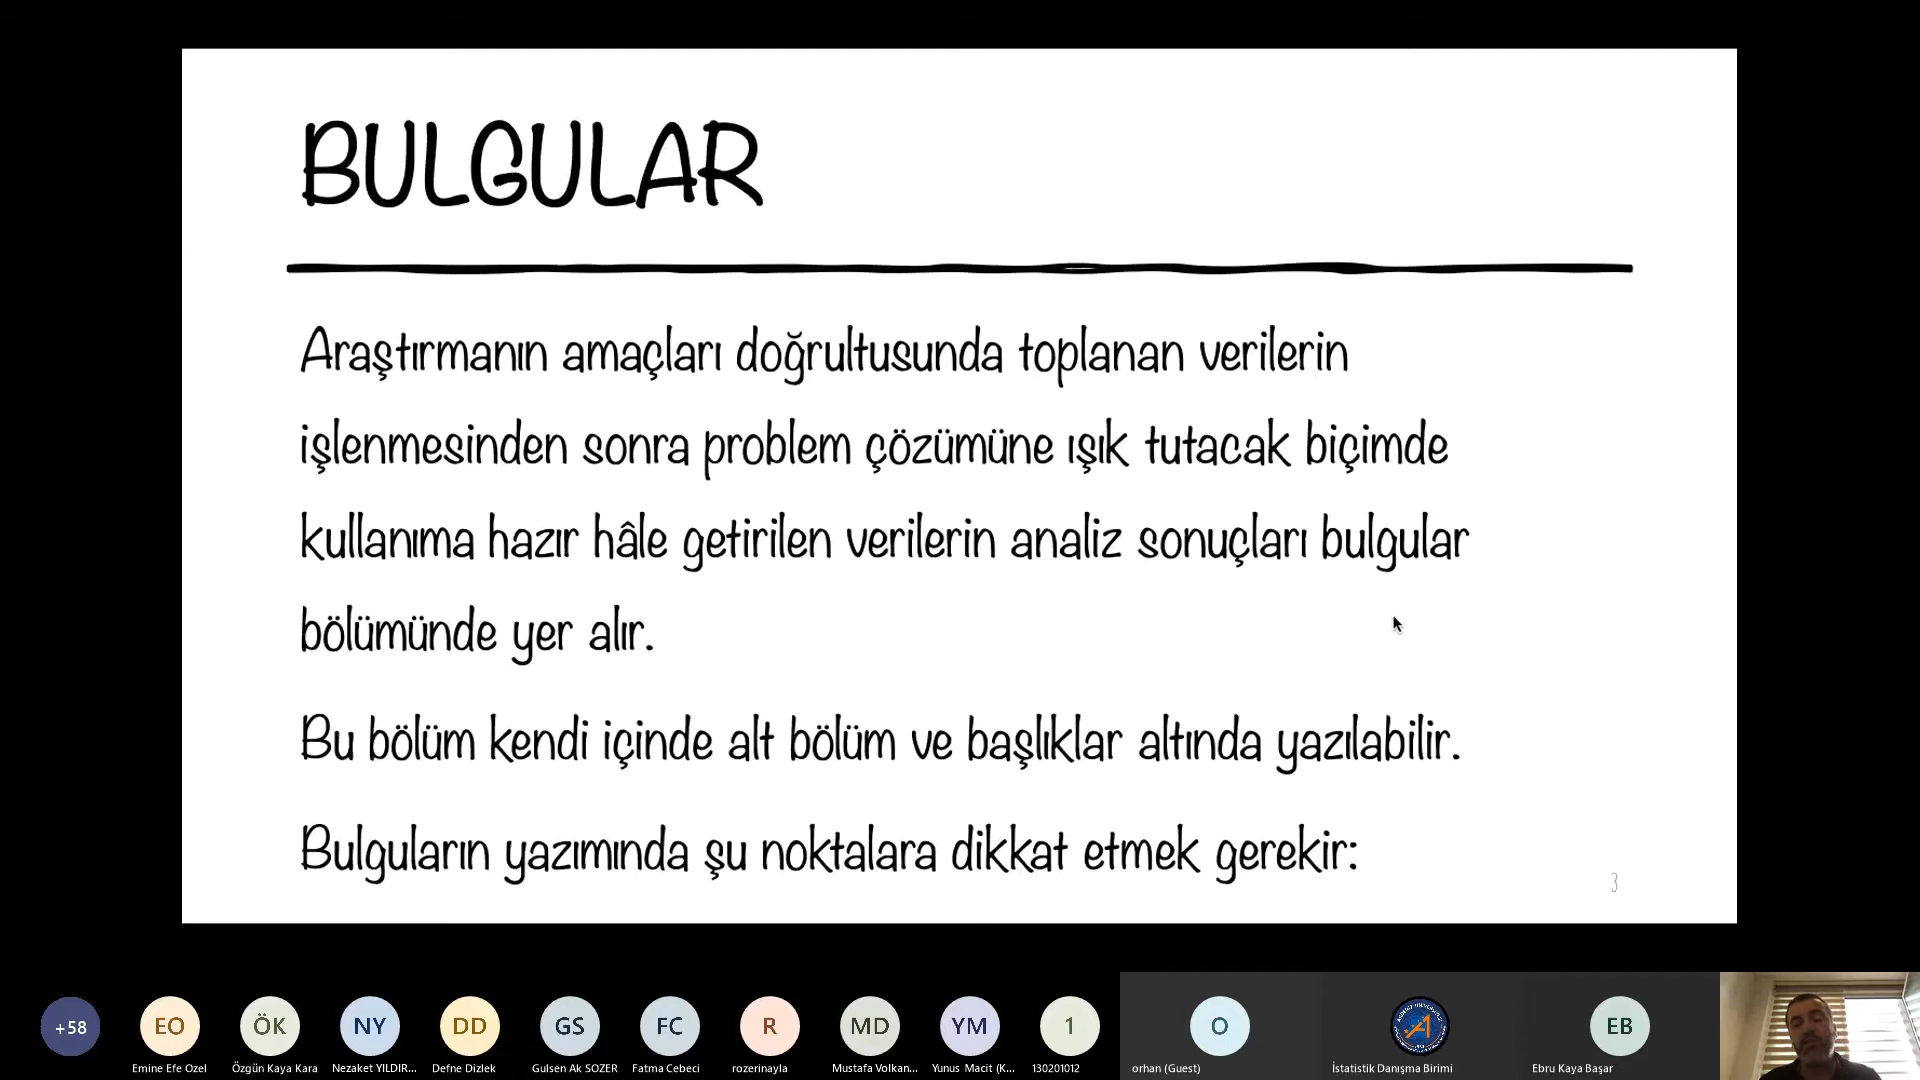 BULGULAR
Araştırmanın amaçları doğrultusunda toplanan verilerin
işlenmesinden sonra problem çözümüne ışık tutacak biçimde
kullanıma hazır hâle getirilen verilerin analiz sonuçları bulgular
bölümünde yer alır.
Bu bölüm kendi içinde alt bölüm ve başlıklar altında yazılabilir.
Bulguların yazımında şu noktalara dikkat etmek gerekir:
3
+58
EO
ÖK
NY
DD
GS
FC
R
MD
YM
1
O
EB
Emine Efe Ozel
Özgün Kaya Kara
Nezaket YILDIR...
Defne Dizlek
Gulsen Ak SOZER
Fatma Cebeci
rozerinayla
Mustafa Volkan...
Yunus Macit (K...
130201012
orhan (Guest)
İstatistik Danışma Birimi
Ebru Kaya Başar